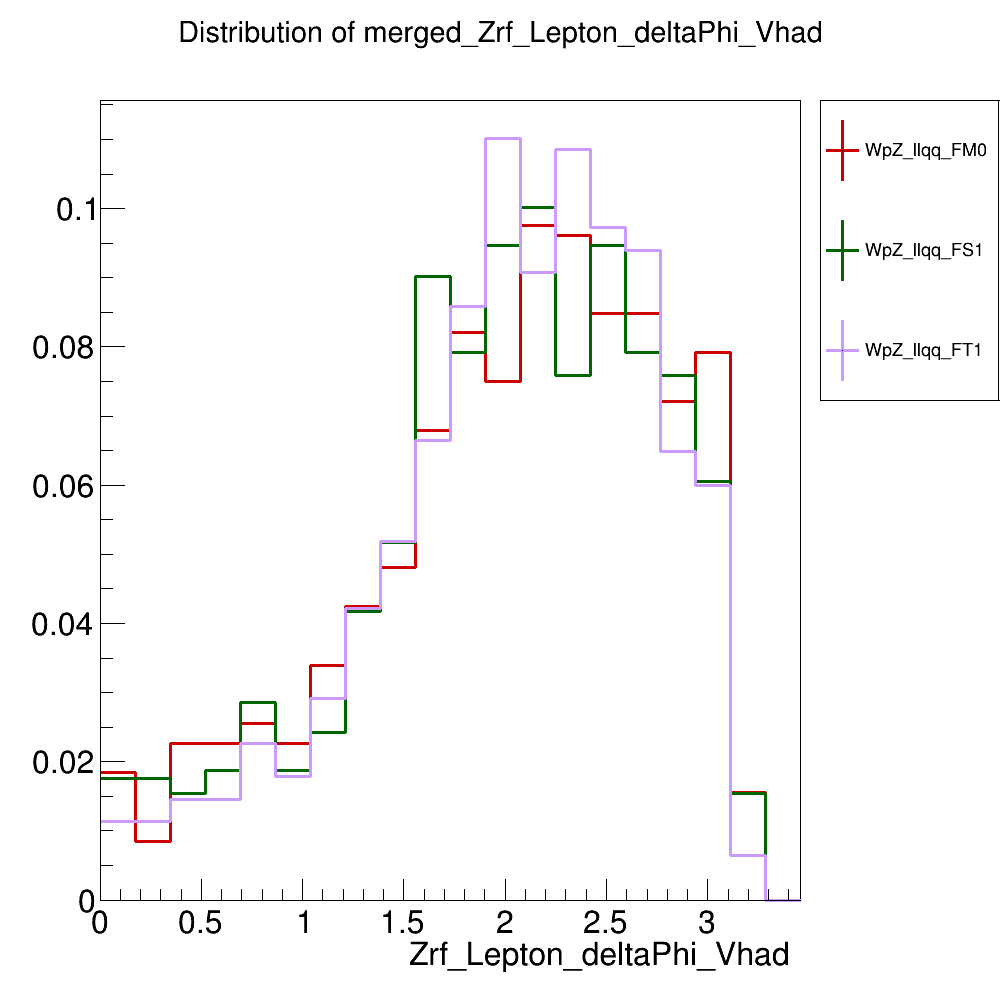 Distribution of merged_Zrf_Lepton_deltaPhi_Vhad
WpZ_llqq_FM0
WpZ_llqq_FS1
WpZ_llqq_FT1
0.1
0.08
0.06
0.04
0.02
0
0 0.5 1 1.5 2 2.5 3
Zrf_Lepton_deltaPhi_Vhad